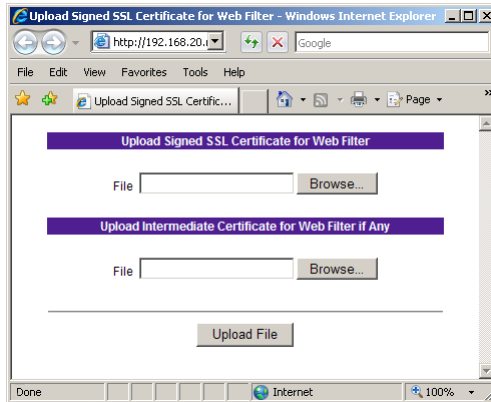 Upload Signed SSL Certificate for Web Filter - Windows Internet Explorer
http://192.168.20.
Google
File Edit View Favorites Tools Help
Upload Signed SSL Certific...
Page
Upload Signed SSL Certificate for Web Filter
File Browse...
Upload Intermediate Certificate for Web Filter if Any
File Browse...
Upload File
Done Internet 100%